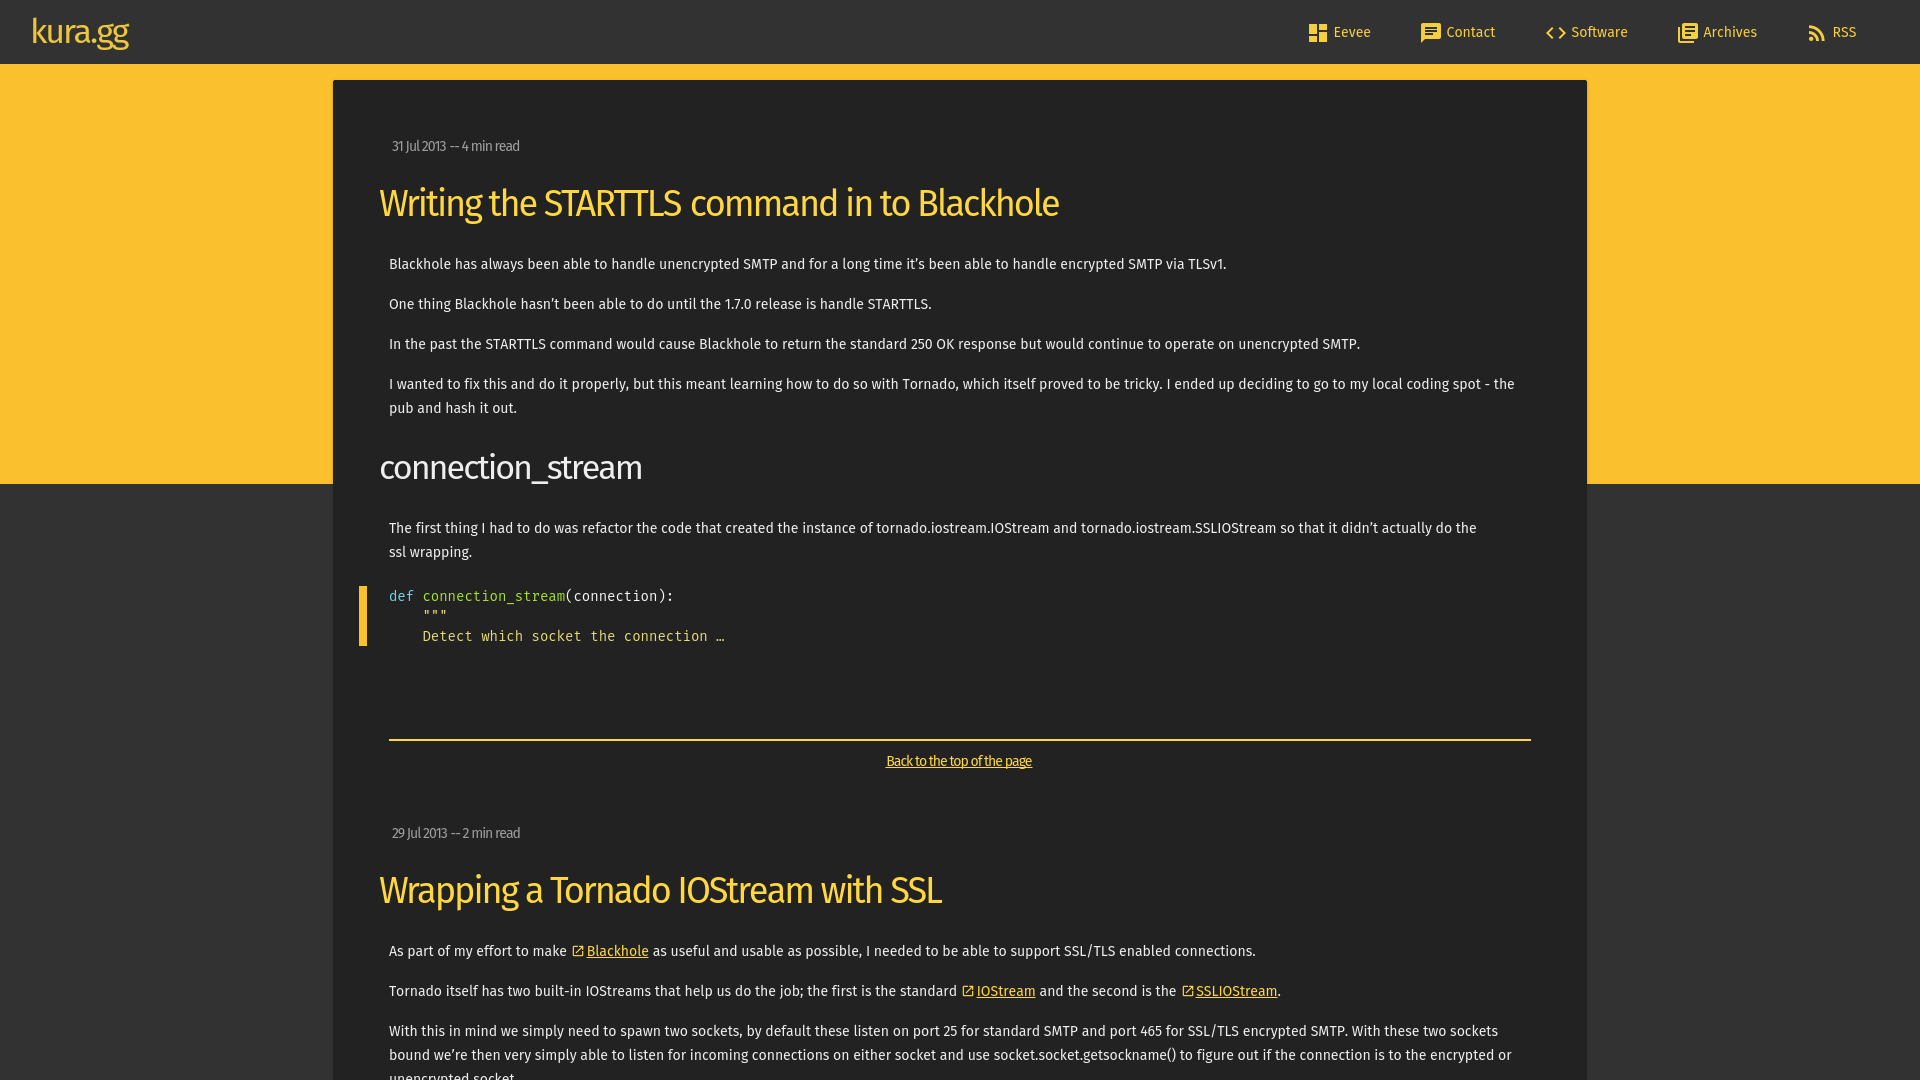 kura.gg
Eevee
Contact
Software
Archives
RSS
31 Jul 2013 -- 4 min read
Writing the STARTTLS command in to Blackhole
Blackhole has always been able to handle unencrypted SMTP and for a long time it’s been able to handle encrypted SMTP via TLSv1.
One thing Blackhole hasn’t been able to do until the 1.7.0 release is handle STARTTLS.
In the past the STARTTLS command would cause Blackhole to return the standard 250 OK response but would continue to operate on unencrypted SMTP.
I wanted to fix this and do it properly, but this meant learning how to do so with Tornado, which itself proved to be tricky. I ended up deciding to go to my local coding spot - the
pub and hash it out.
connection_stream
The first thing I had to do was refactor the code that created the instance of tornado.iostream.IOStream and tornado.iostream.SSLIOStream so that it didn’t actually do the
ssl wrapping.
def connection_stream(connection):
"""
Detect which socket the connection …
Back to the top of the page
29 Jul 2013 -- 2 min read
Wrapping a Tornado IOStream with SSL
As part of my effort to make Blackhole as useful and usable as possible, I needed to be able to support SSL/TLS enabled connections.
Tornado itself has two built-in IOStreams that help us do the job; the first is the standard IOStream and the second is the SSLIOStream.
With this in mind we simply need to spawn two sockets, by default these listen on port 25 for standard SMTP and port 465 for SSL/TLS encrypted SMTP. With these two sockets
bound we’re then very simply able to listen for incoming connections on either socket and use socket.socket.getsockname() to figure out if the connection is to the encrypted or
unencrypted socket.